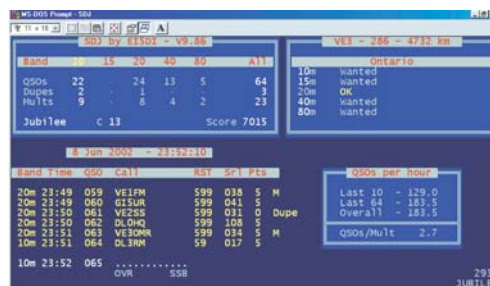 MS-DOS Prompt - SDJ
11 x 18
A
SDJ by EI5DI - V9.86
Band 10 15 20 40 80 All
QSOs 22 - 24 13 5 64
Dupes 2 - 1 - - 3
Mults 9 - 8 4 2 23
Jubilee C 13 Score 7015
VE3 - 286 - 4732 km
Ontario
10m Wanted
15m Wanted
20m OK
40m Wanted
80m Wanted
8 Jun 2002 - 23:52:10
Band Time QSO Call RST Srl Pts
20m 23:49 059 VE1FM 599 038 5 M
20m 23:49 060 GI5UR 599 041 5
20m 23:50 061 VE2SS 599 031 0 Dupe
20m 23:50 062 DL0HQ 599 108 5
20m 23:51 063 VE3OMR 599 034 5 M
10m 23:51 064 DL3RM 59 017 5
10m 23:52 065 ............
OVR SSB
QSOs per hour
Last 10 - 129.0
Last 64 - 183.5
Overall - 183.5
QSOs/Mult 2.7
JUBILE